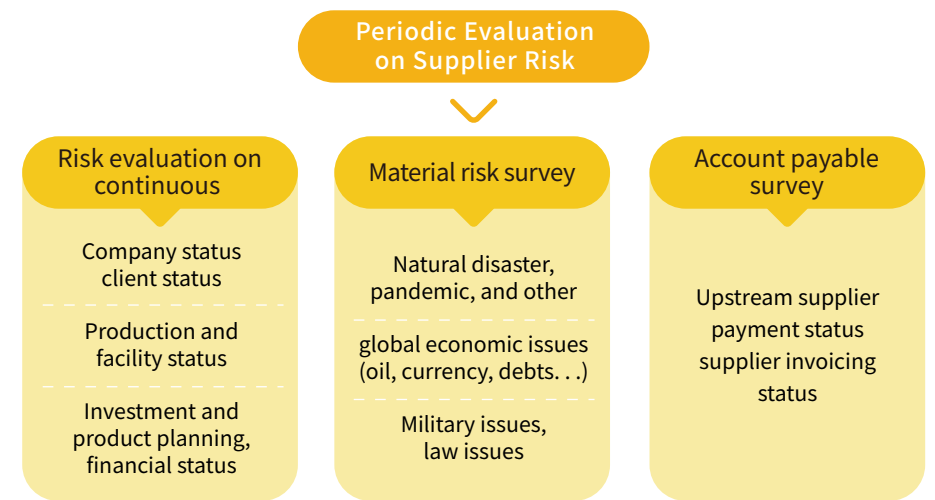 Periodic Evaluation
on Supplier Risk
Risk evaluation on
continuous
Company status
client status
Production and
facility status
Investment and
product planning,
financial status
Material risk survey
Natural disaster,
pandemic, and other
global economic issues
(oil, currency, debts. . .)
Military issues,
law issues
Account payable
survey
Upstream supplier
payment status
supplier invoicing
status